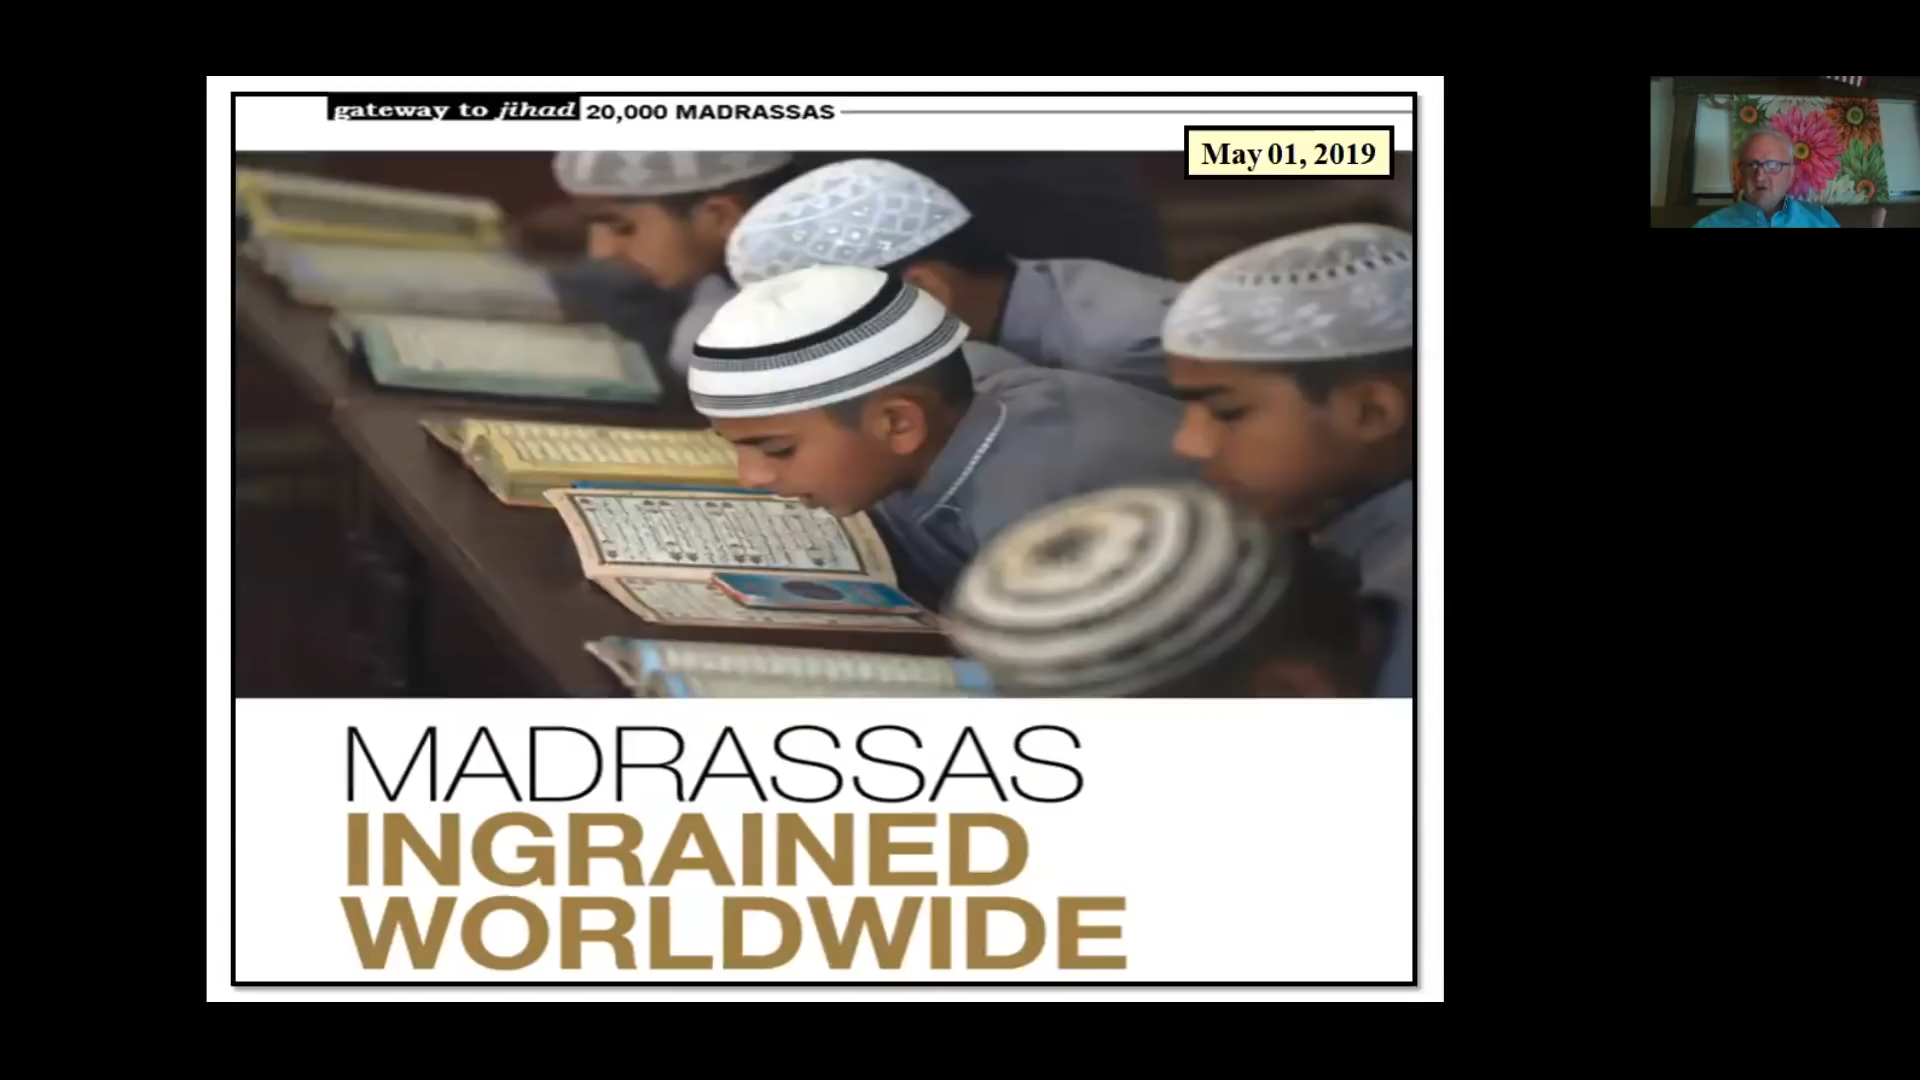 gateway to jihad 20,000 MADRASSAS
May 01, 2019
MADRASSAS
INGRAINED
WORLDWIDE